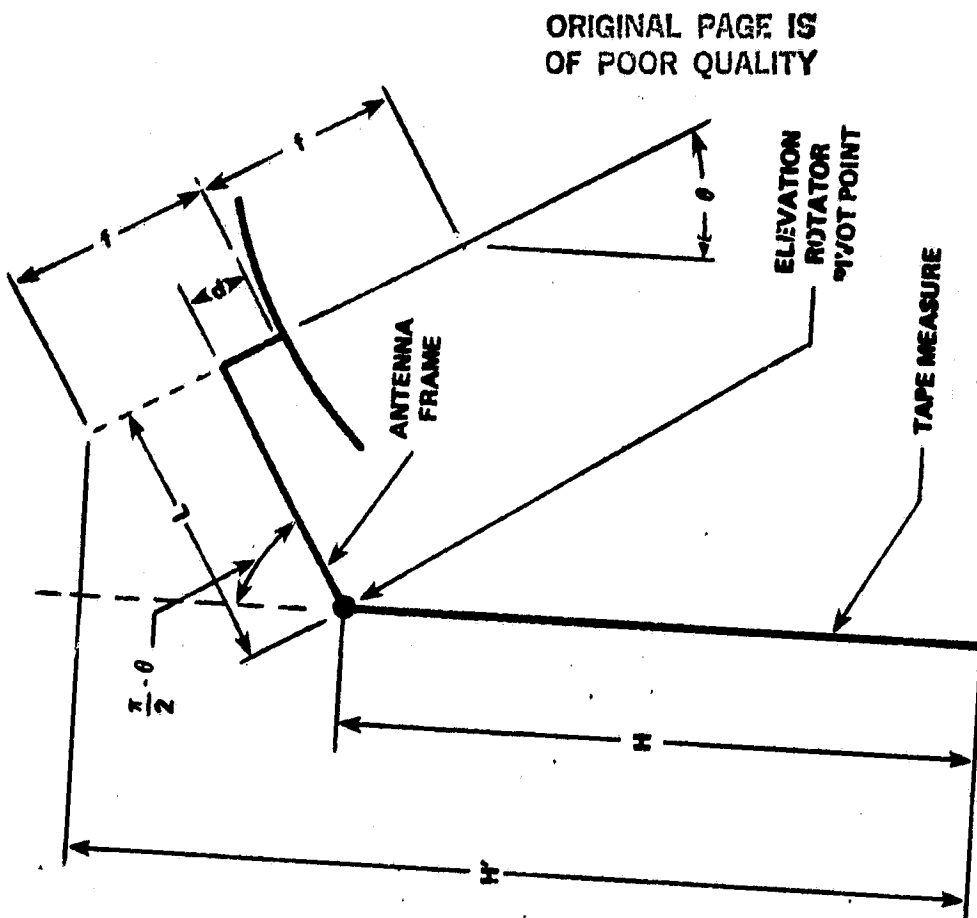 ORIGINAL PAGE IS
OF POOR QUALITY
f
f
d
L
θ
π/2 - θ
ANTENNA
FRAME
ELEVATION
ROTATOR
PIVOT POINT
TAPE MEASURE
H
H'